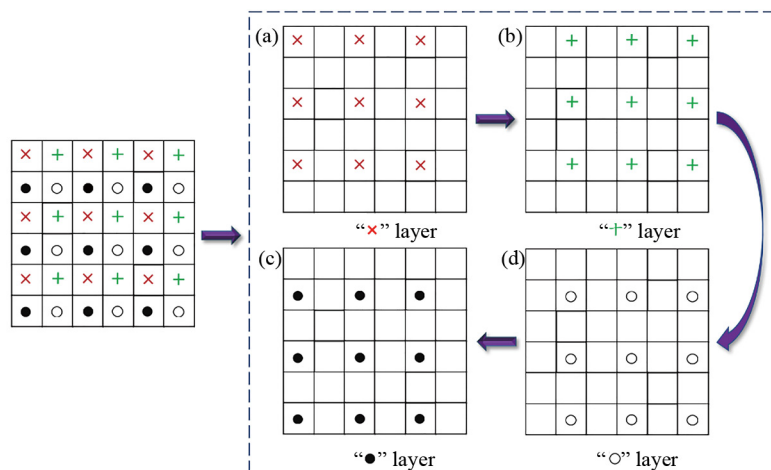 (a)
(b)
"×" layer
"+" layer
(c)
(d)
"●" layer
"○" layer